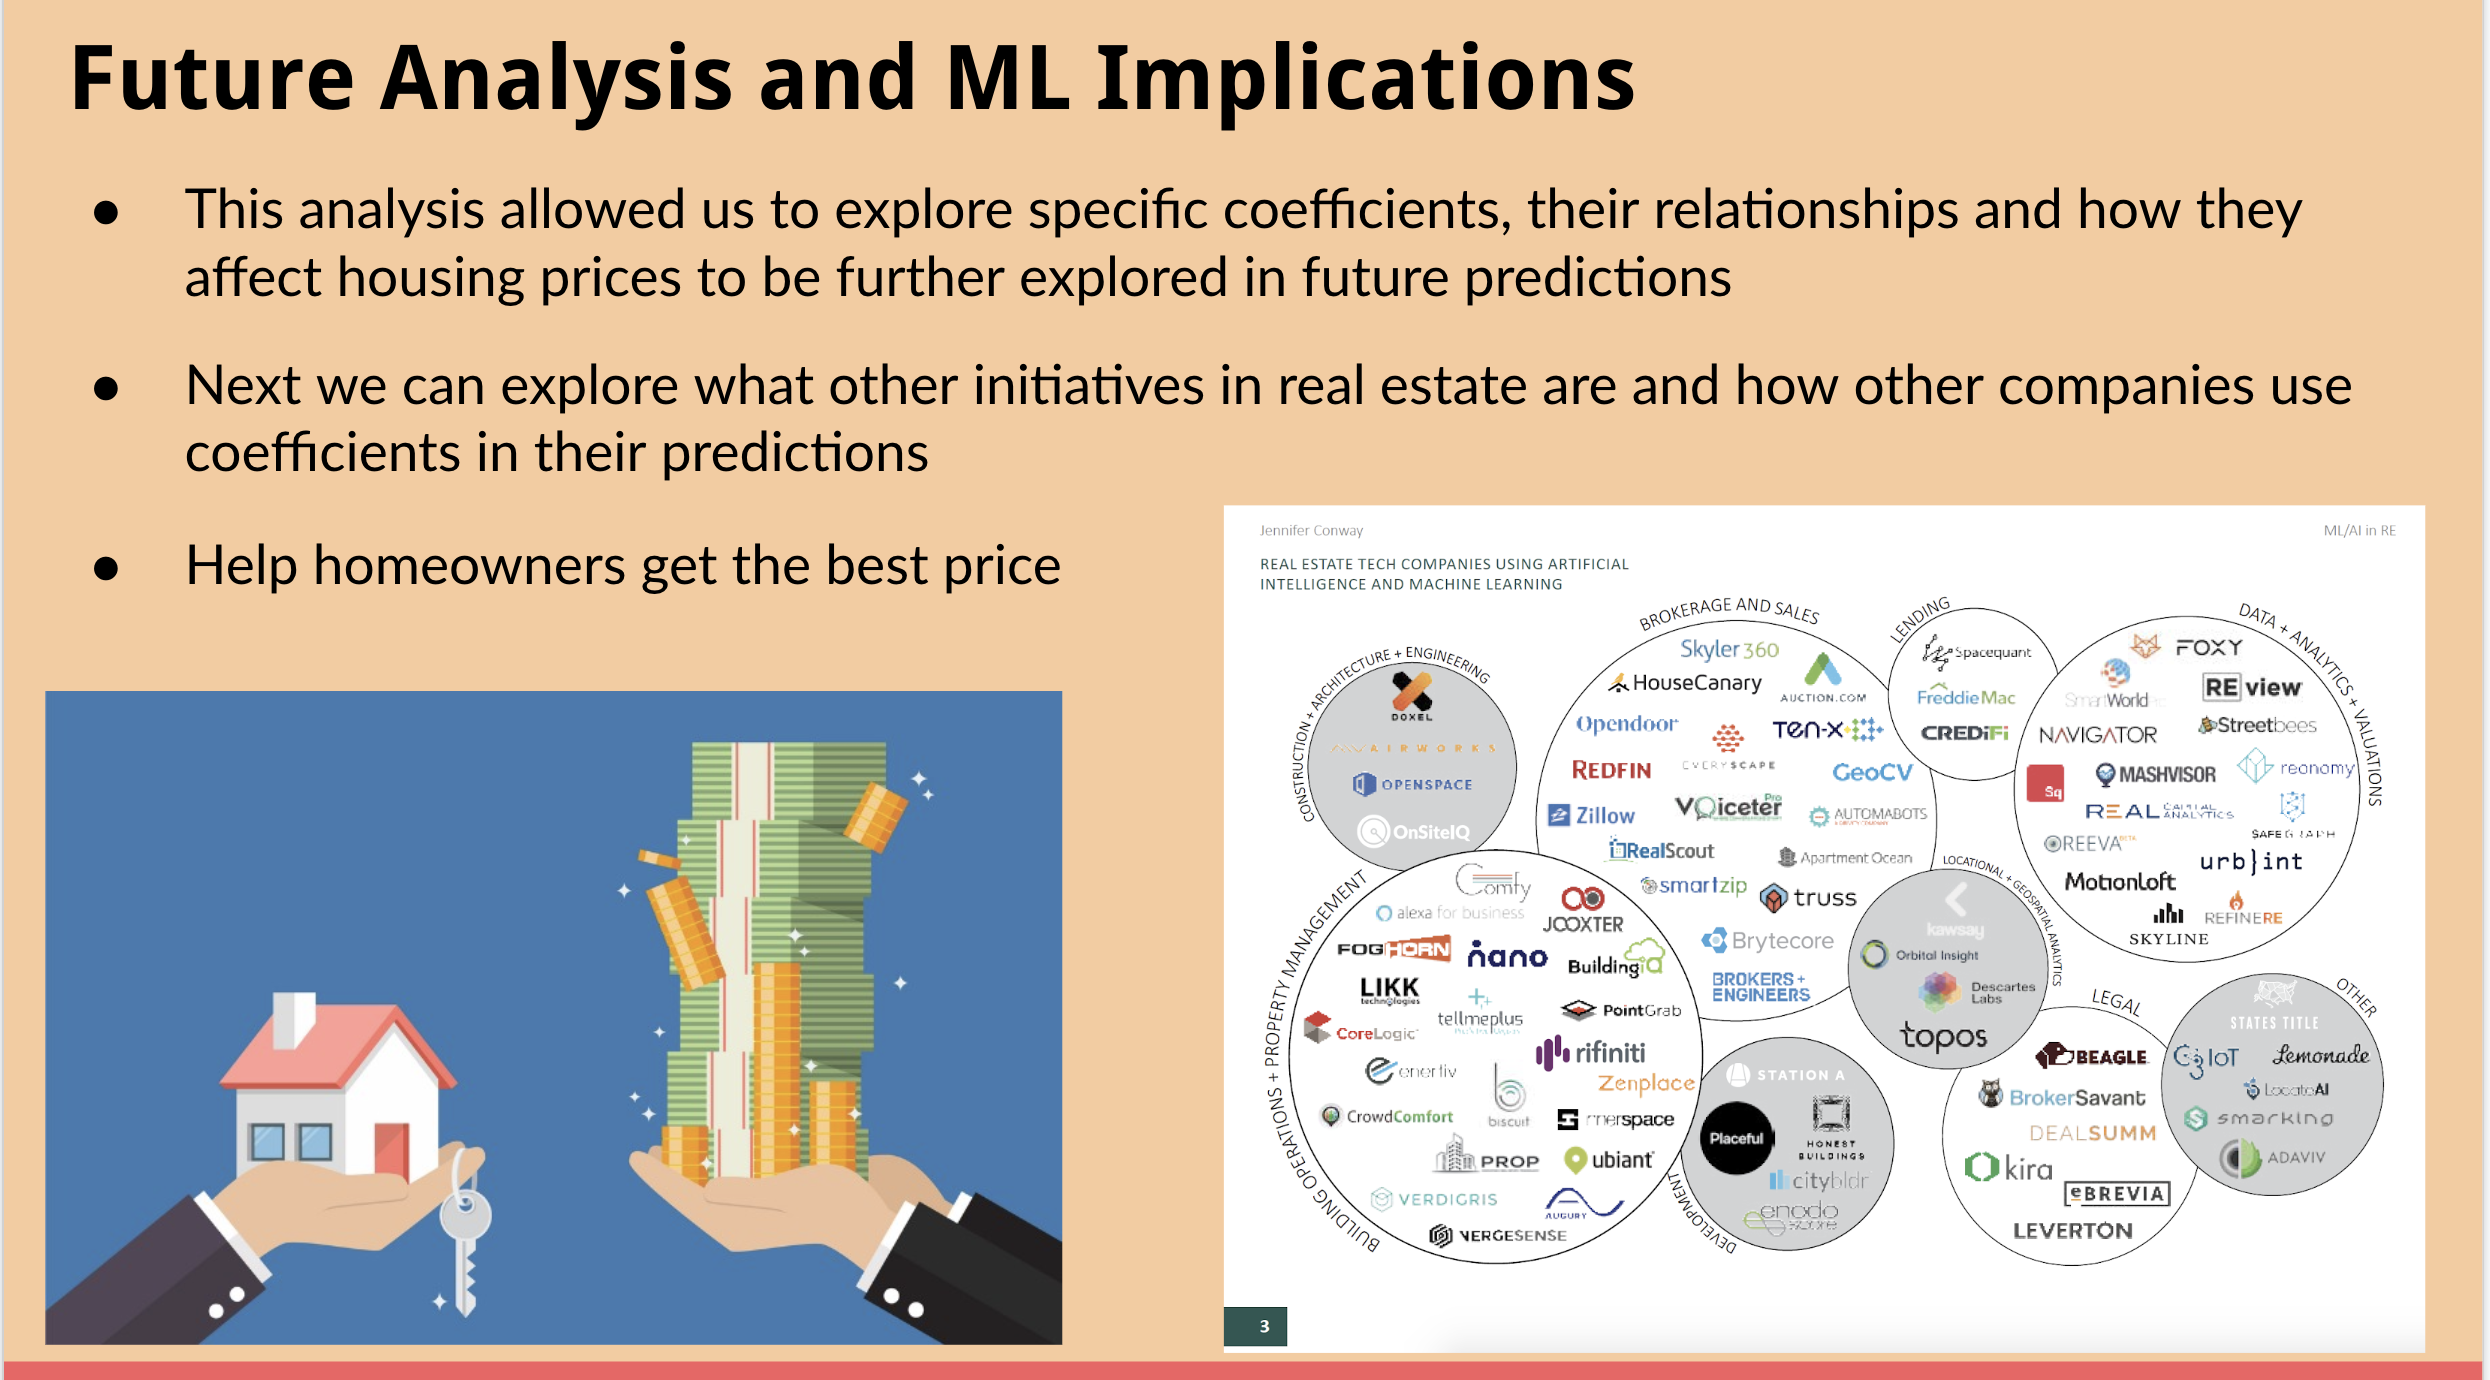 Future Analysis and ML Implications
● This analysis allowed us to explore specific coefficients, their relationships and how they
affect housing prices to be further explored in future predictions
● Next we can explore what other initiatives in real estate are and how other companies use
coefficients in their predictions
● Help homeowners get the best price
Jennifer Conway
ML/AI in RE
REAL ESTATE TECH COMPANIES USING ARTIFICIAL
INTELLIGENCE AND MACHINE LEARNING
CONSTRUCTION + ARCHITECTURE + ENGINEERING
DOXEL
AIRWORKS
OPENSPACE
OnSiteIQ
BROKERAGE AND SALES
Skyler360
HouseCanary
AUCTION.COM
Opendoor
TEN-X
REDFIN
EVERYSCAPE
GeoCV
Zillow
Voiceter Pro
AUTOMABOTS
RealScout
Apartment Ocean
smartzip
truss
Brytecore
BROKERS+
ENGINEERS
LENDING
Spacequant
FreddieMac
CREDiFi
DATA + ANALYTICS + VALUATIONS
FOXY
SmartWorld
REview
NAVIGATOR
Streetbees
Sq
MASHVISOR
reonomy
REAL CAPITAL
ANALYTICS
SAFEGRAPH
REEVA BETA
urb}int
MotionLoft
SKYLINE
REFINERE
BUILDING OPERATIONS + PROPERTY MANAGEMENT
Comfy
alexa for business
JOOXTER
FOGHORN
nano
BuildingiQ
LIKK
technologies
tellmeplus
PointGrab
CoreLogic
rifiniti
enertiv
biscuit
Zenplace
CrowdComfort
nnerspace
PROP
ubiant
VERDIGRIS
AUGURY
VERGESENSE
LOCATIONAL + GEOSPATIAL ANALYTICS
kawsay
Orbital Insight
Descartes
Labs
topos
DEVELOPMENT
STATION A
Placeful
HONEST
BUILDINGS
citybldr
enodo
score
LEGAL
BEAGLE
BrokerSavant
DEALSUMM
kira
eBREVIA
LEVERTON
OTHER
STATES TITLE
IoT
Lemonade
LocateAI
smarking
ADAVIV
3